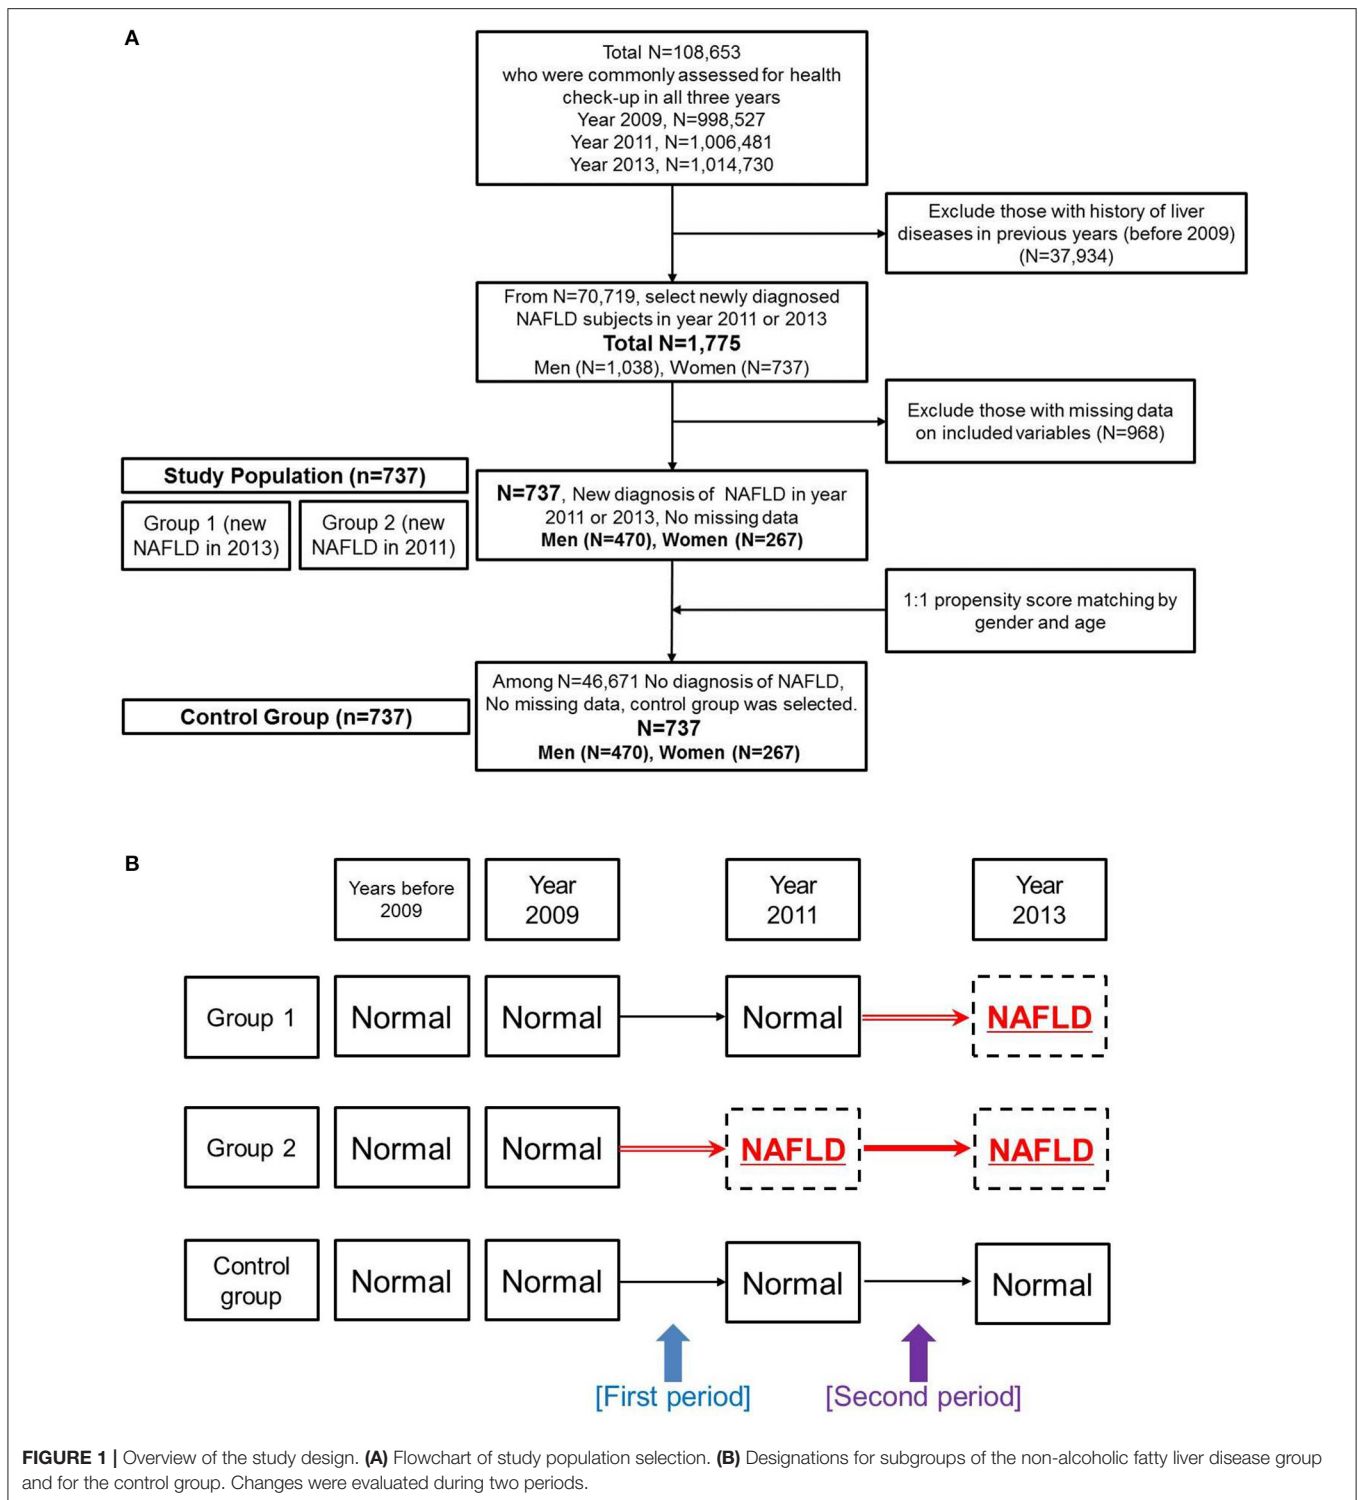 A
Total N=108,653
who were commonly assessed for health
check-up in all three years
Year 2009, N=998,527
Year 2011, N=1,006,481
Year 2013, N=1,014,730
Exclude those with history of liver
diseases in previous years (before 2009)
(N=37,934)
From N=70,719, select newly diagnosed
NAFLD subjects in year 2011 or 2013
Total N=1,775
Men (N=1,038), Women (N=737)
Exclude those with missing data
on included variables (N=968)
Study Population (n=737)
Group 1 (new
NAFLD in 2013)
Group 2 (new
NAFLD in 2011)
N=737, New diagnosis of NAFLD in year
2011 or 2013, No missing data
Men (N=470), Women (N=267)
1:1 propensity score matching by
gender and age
Control Group (n=737)
Among N=46,671 No diagnosis of NAFLD,
No missing data, control group was selected.
N=737
Men (N=470), Women (N=267)
B
Years before
2009
Year
2009
Year
2011
Year
2013
Group 1
Normal
Normal
Normal
NAFLD
Group 2
Normal
Normal
NAFLD
NAFLD
Control
group
Normal
Normal
Normal
Normal
[First period]
[Second period]
FIGURE 1 | Overview of the study design. (A) Flowchart of study population selection. (B) Designations for subgroups of the non-alcoholic fatty liver disease group
and for the control group. Changes were evaluated during two periods.